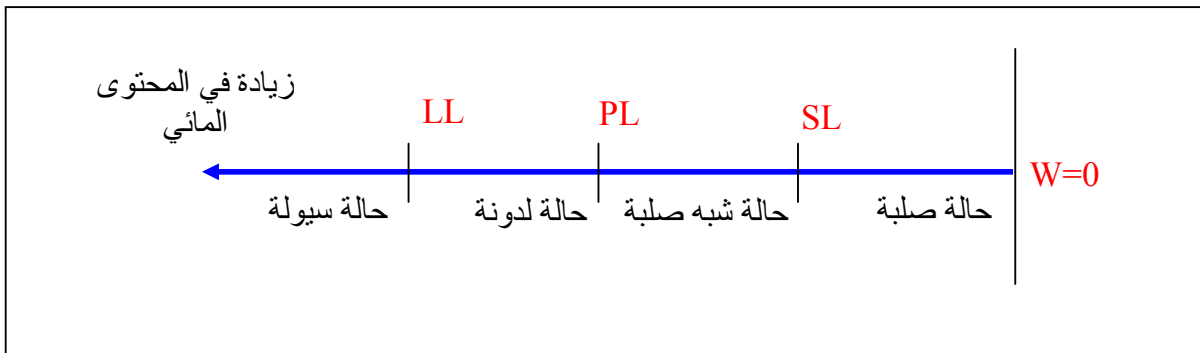 زيادة في المحتوى
المائي
LL
PL
SL
W=0
حالة صلبة
حالة شبه صلبة
حالة لدونة
حالة سيولة